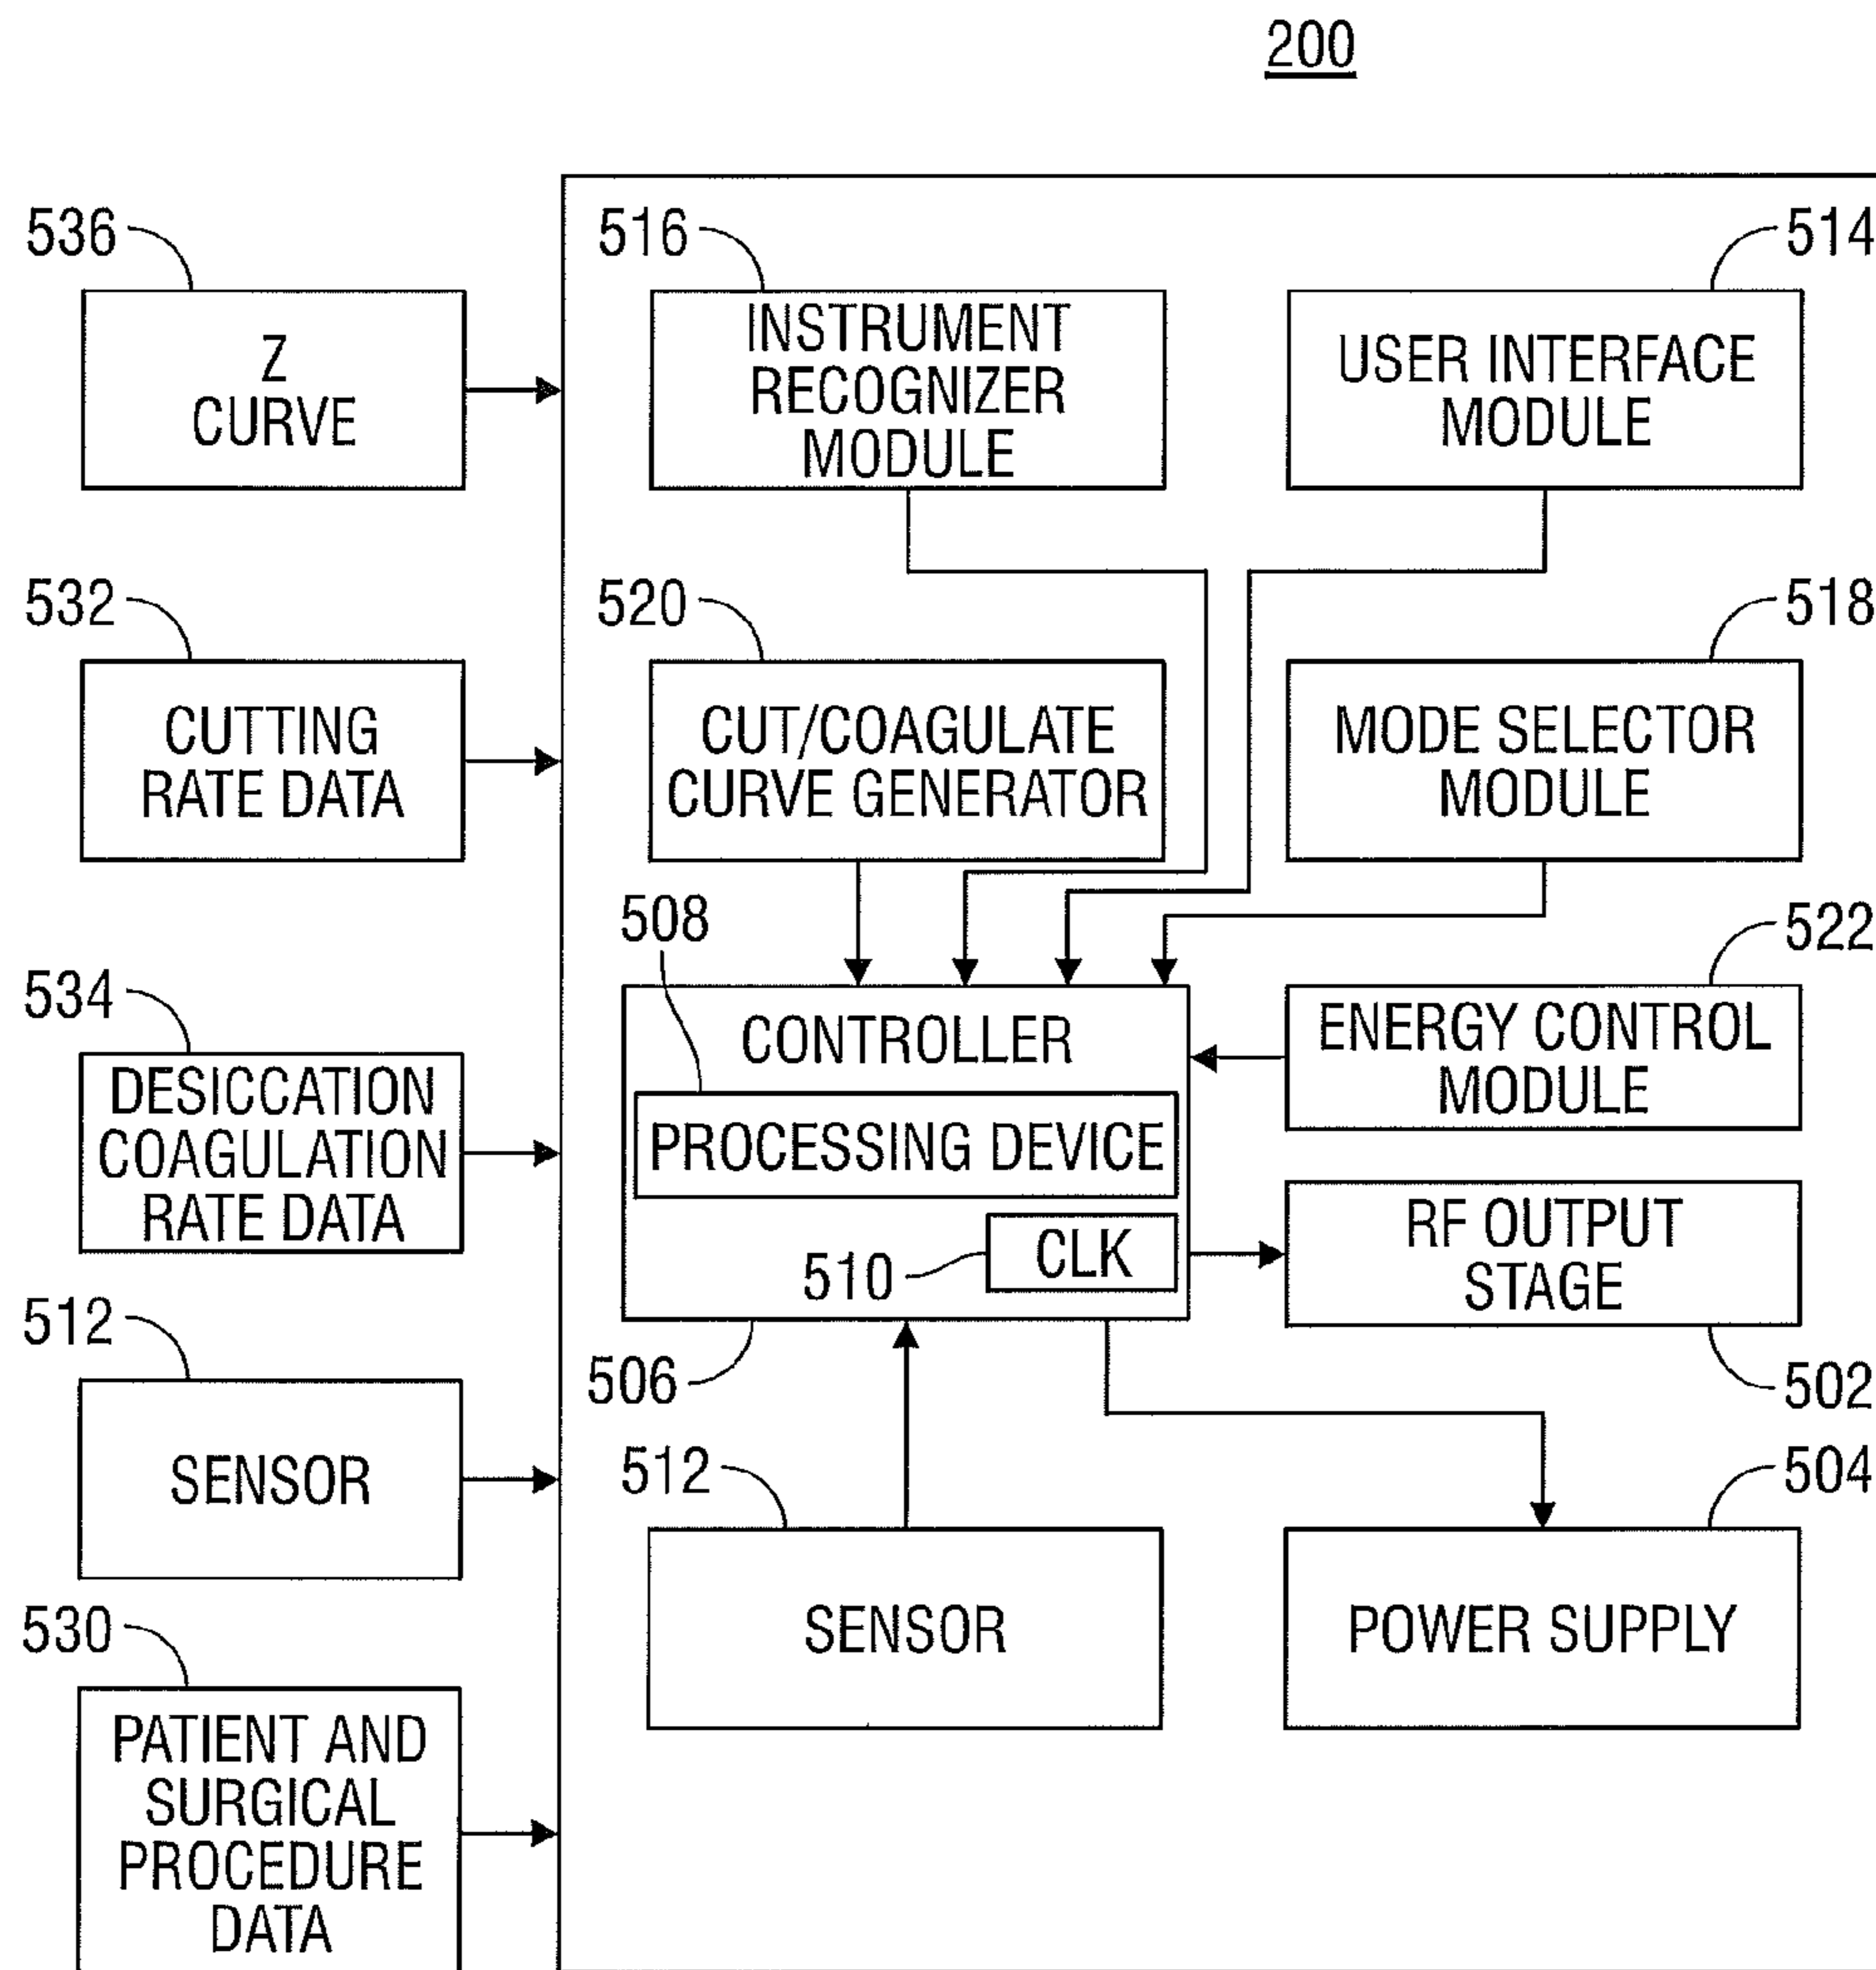 200
536
Z
CURVE
516
INSTRUMENT
RECOGNIZER
MODULE
514
USER INTERFACE
MODULE
532
CUTTING
RATE DATA
520
CUT/COAGULATE
CURVE GENERATOR
518
MODE SELECTOR
MODULE
534
DESICCATION
COAGULATION
RATE DATA
508
CONTROLLER
PROCESSING DEVICE
510
CLK
506
522
ENERGY CONTROL
MODULE
RF OUTPUT
STAGE
502
512
SENSOR
512
SENSOR
504
POWER SUPPLY
530
PATIENT AND
SURGICAL
PROCEDURE
DATA